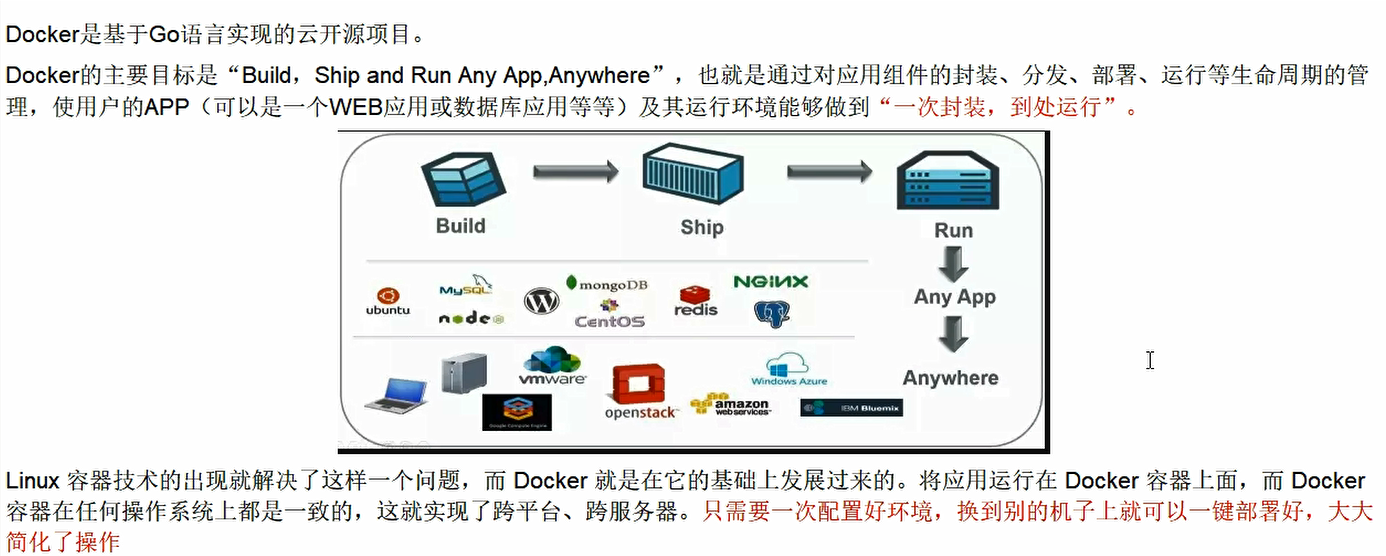 Docker是基于Go语言实现的云开源项目。
Docker的主要目标是“Build，Ship and Run Any App,Anywhere”，也就是通过对应用组件的封装、分发、部署、运行等生命周期的管
理，使用户的APP（可以是一个WEB应用或数据库应用等等）及其运行环境能够做到“一次封装，到处运行”。
Build
Ship
Run
Any App
Anywhere
ubuntu
MySQL
node
mongoDB
CentOS
redis
NGINX
vmware
Google Compute Engine
openstack
amazon
webservices
Windows Azure
IBM Bluemix
Linux 容器技术的出现就解决了这样一个问题，而 Docker 就是在它的基础上发展过来的。将应用运行在 Docker 容器上面，而 Docker
容器在任何操作系统上都是一致的，这就实现了跨平台、跨服务器。只需要一次配置好环境，换到别的机子上就可以一键部署好，大大
简化了操作